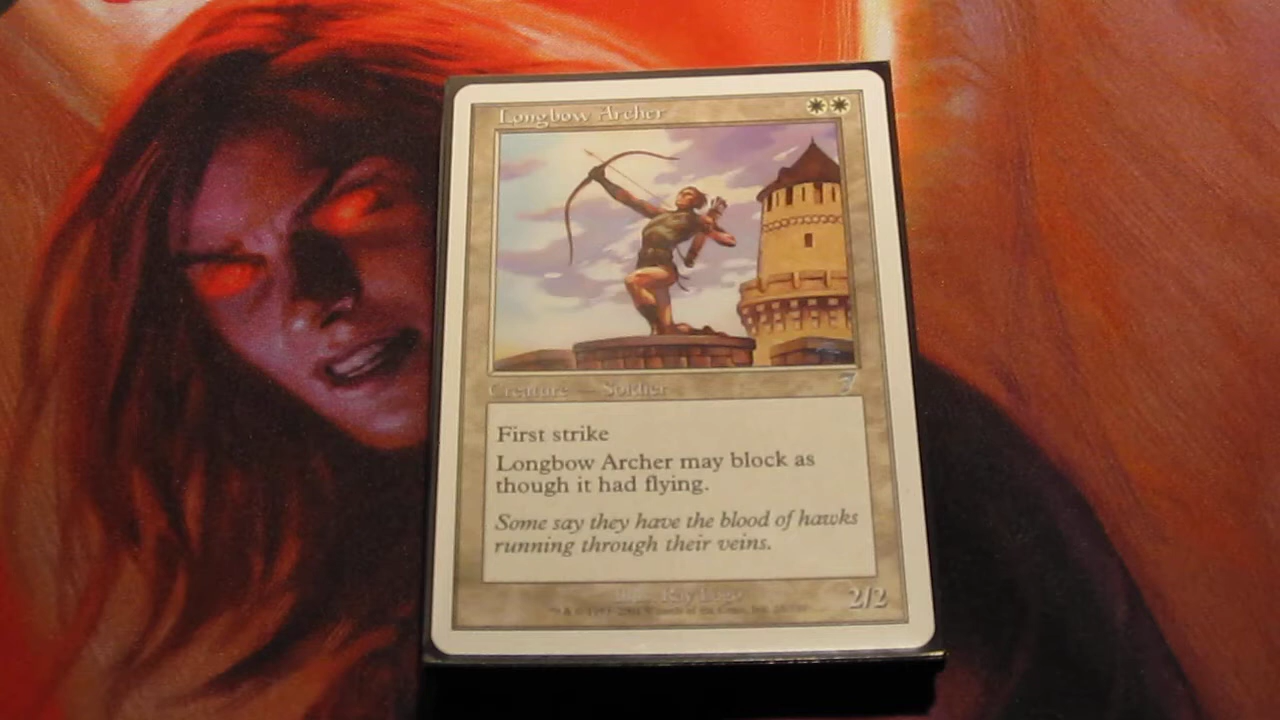 Longbow Archer
Creature — Soldier
7
First strike
Longbow Archer may block as
though it had flying.
Some say they have the blood of hawks
running through their veins.
2/2